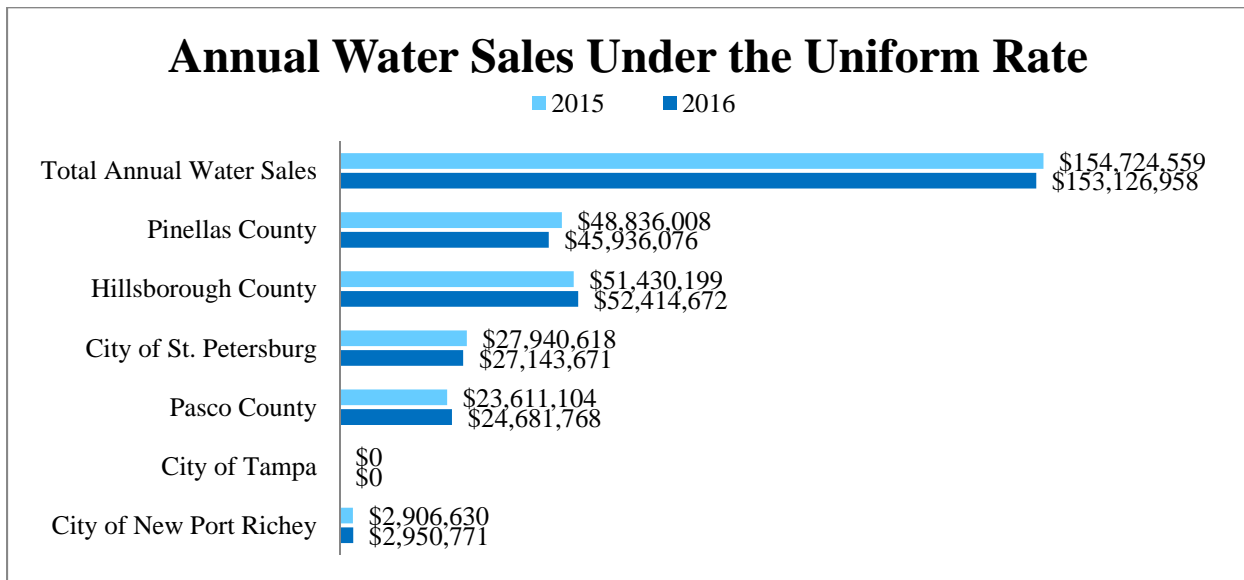 Annual Water Sales Under the Uniform Rate
2015 2016
Total Annual Water Sales
$154,724,559
$153,126,958
Pinellas County
$48,836,008
$45,936,076
Hillsborough County
$51,430,199
$52,414,672
City of St. Petersburg
$27,940,618
$27,143,671
Pasco County
$23,611,104
$24,681,768
City of Tampa
$0
$0
City of New Port Richey
$2,906,630
$2,950,771